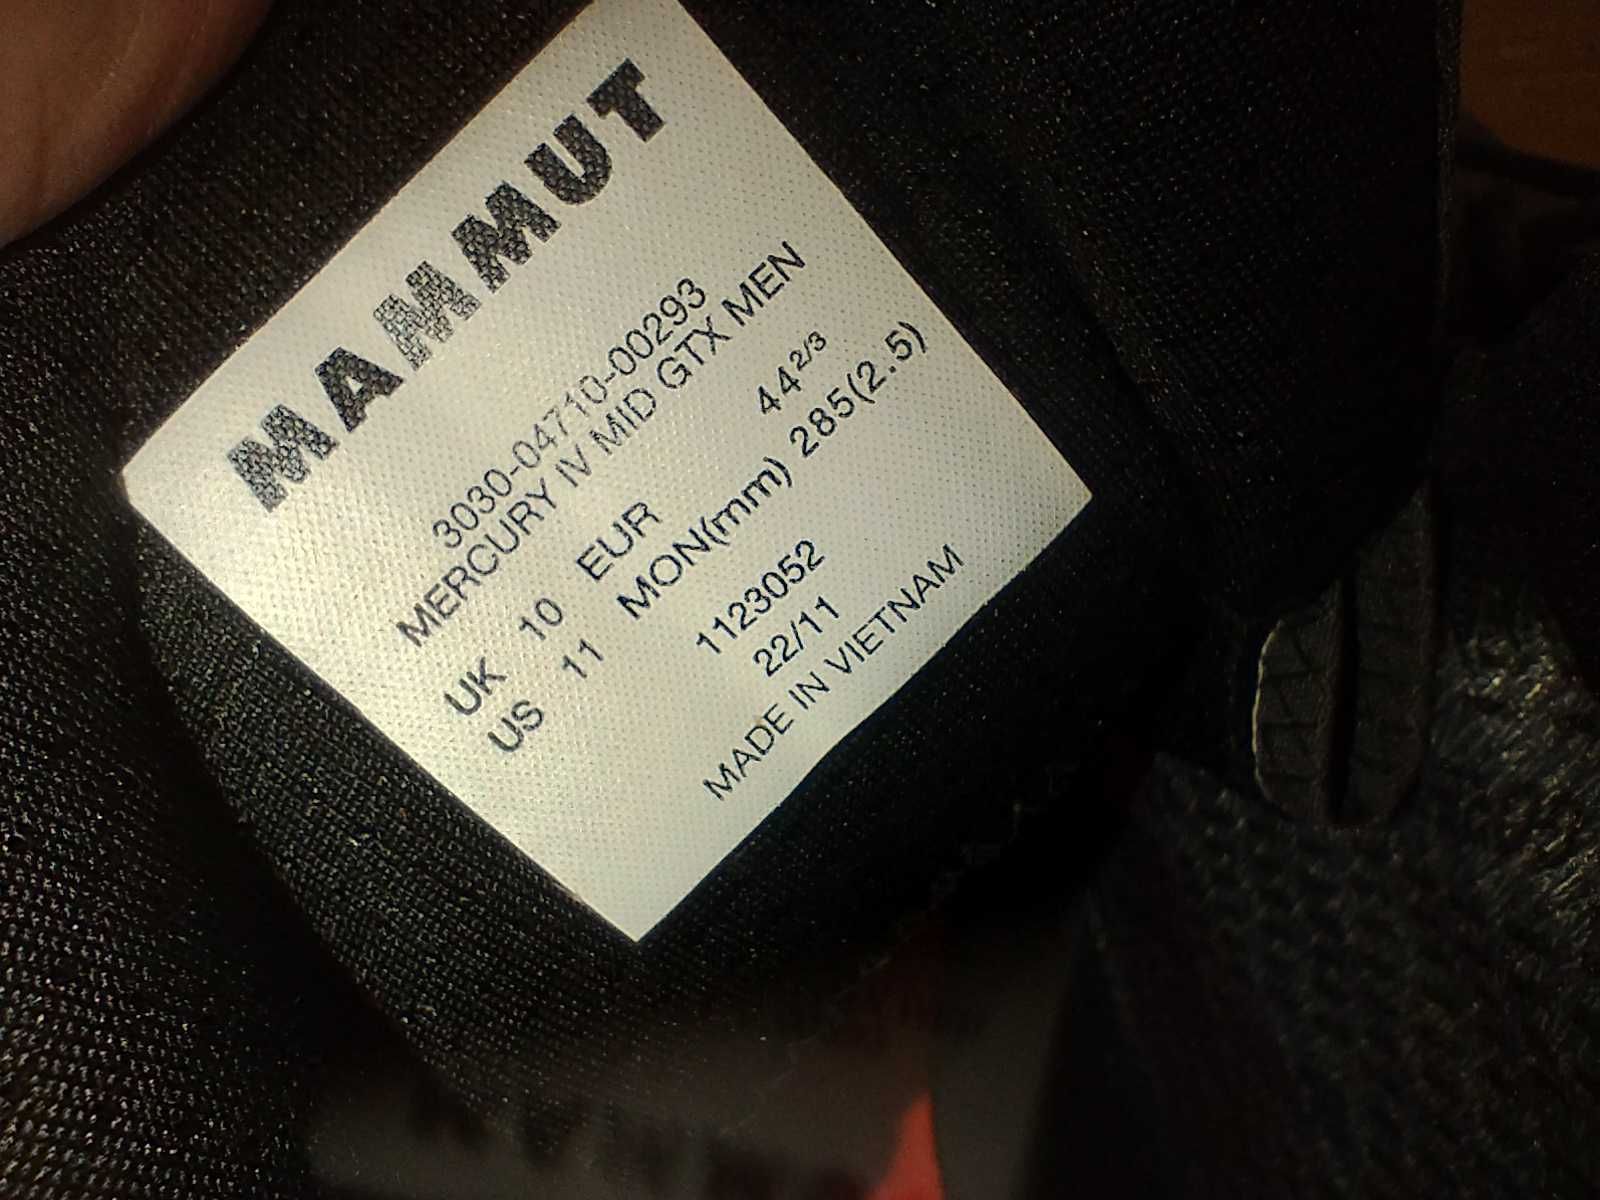 MAMMUT
3030-04710-00293
MERCURY IV MID GTX MEN
UK 10 EUR 44 2/3
US 11 MON(mm) 285(2.5)
1123052
22/11
MADE IN VIETNAM